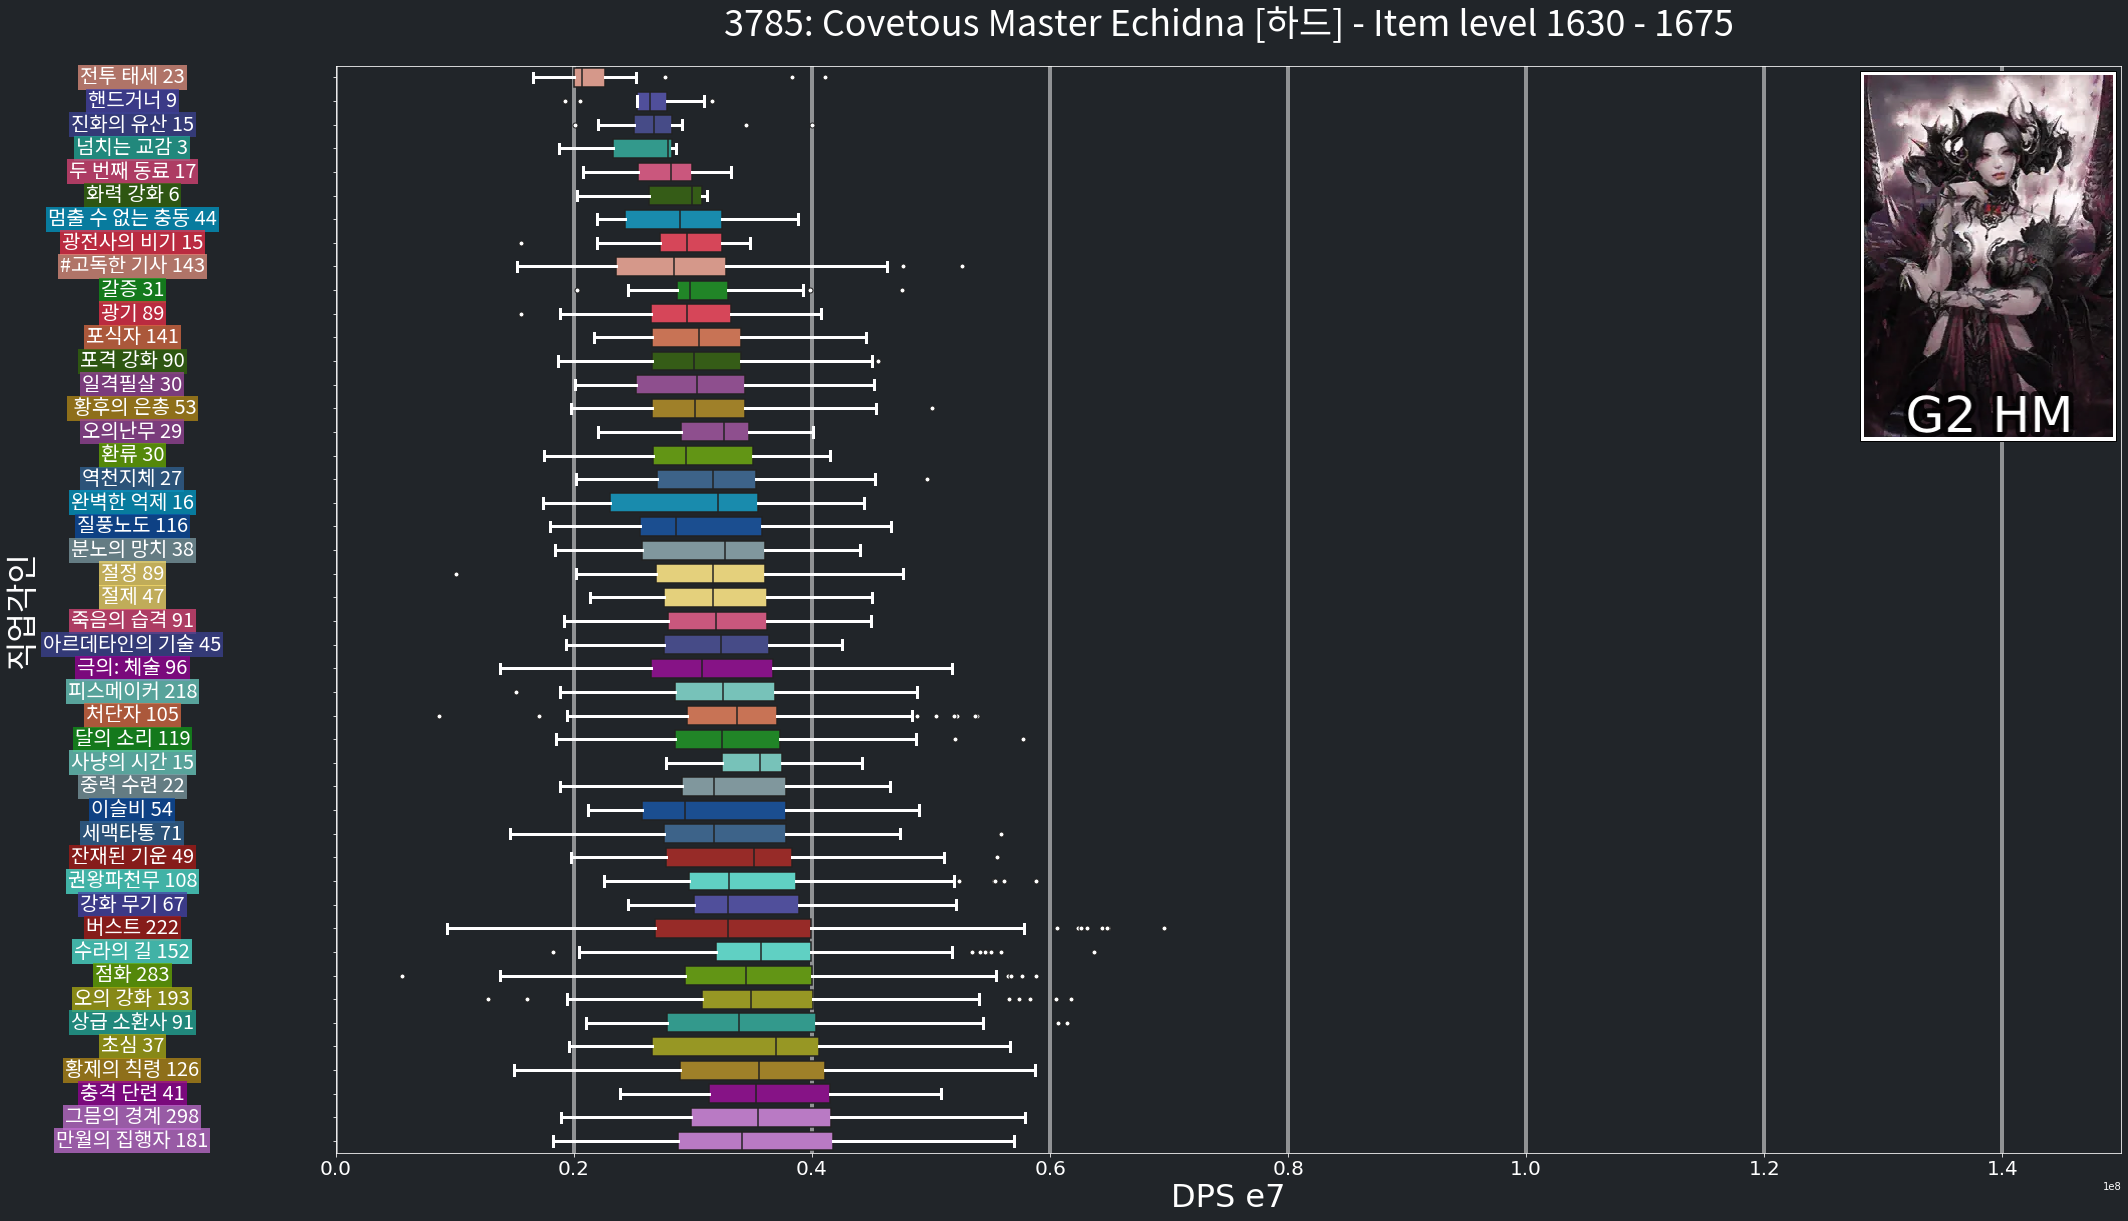 3785: Covetous Master Echidna [하드] - Item level 1630 - 1675
전투 태세 23
핸드거너 9
진화의 유산 15
넘치는 교감 3
두 번째 동료 17
화력 강화 6
멈출 수 없는 충동 44
광전사의 비기 15
#고독한 기사 143
갈증 31
광기 89
포식자 141
포격 강화 90
일격필살 30
황후의 은총 53
오의난무 29
환류 30
역천지체 27
완벽한 억제 16
질풍노도 116
분노의 망치 38
절정 89
절제 47
죽음의 습격 91
아르데타인의 기술 45
극의: 체술 96
피스메이커 218
처단자 105
달의 소리 119
사냥의 시간 15
중력 수련 22
이슬비 54
세맥타통 71
잔재된 기운 49
권왕파천무 108
강화 무기 67
버스트 222
수라의 길 152
점화 283
오의 강화 193
상급 소환사 91
초심 37
황제의 칙령 126
충격 단련 41
그믐의 경계 298
만월의 집행자 181
직업각인
G2 HM
0.0 0.2 0.4 0.6 0.8 1.0 1.2 1.4
1e8
DPS e7